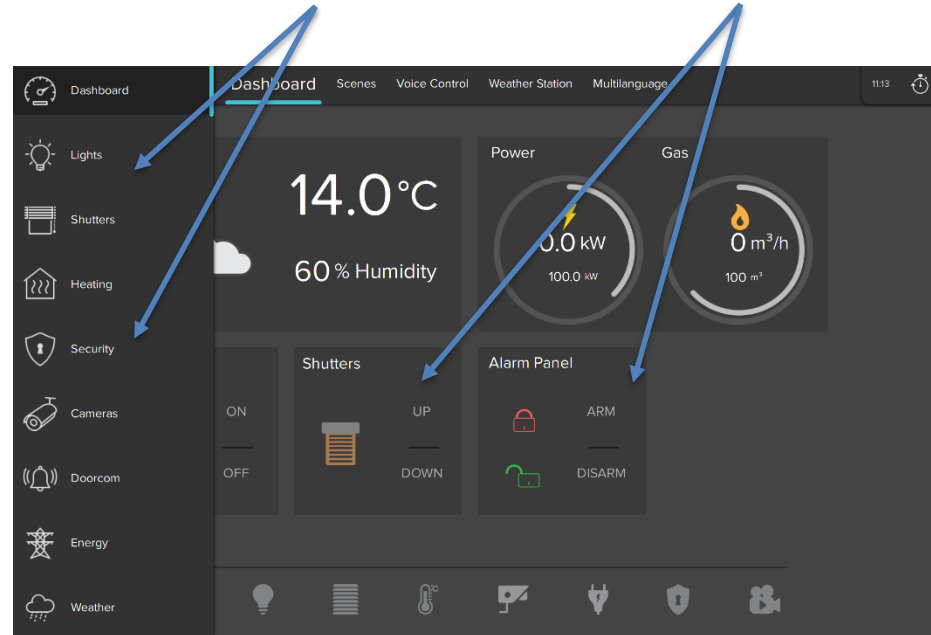 Dashboard
Dashboard Scenes Voice Control Weather Station Multilanguage 11:13
Lights
Shutters
Heating
Security
Cameras
Doorcom
Energy
Weather
14.0°C
60 % Humidity
Power
0.0 kW
100.0 kW
Gas
0 m³/h
100 m³
ON
OFF
Shutters
UP
DOWN
Alarm Panel
ARM
DISARM
°C